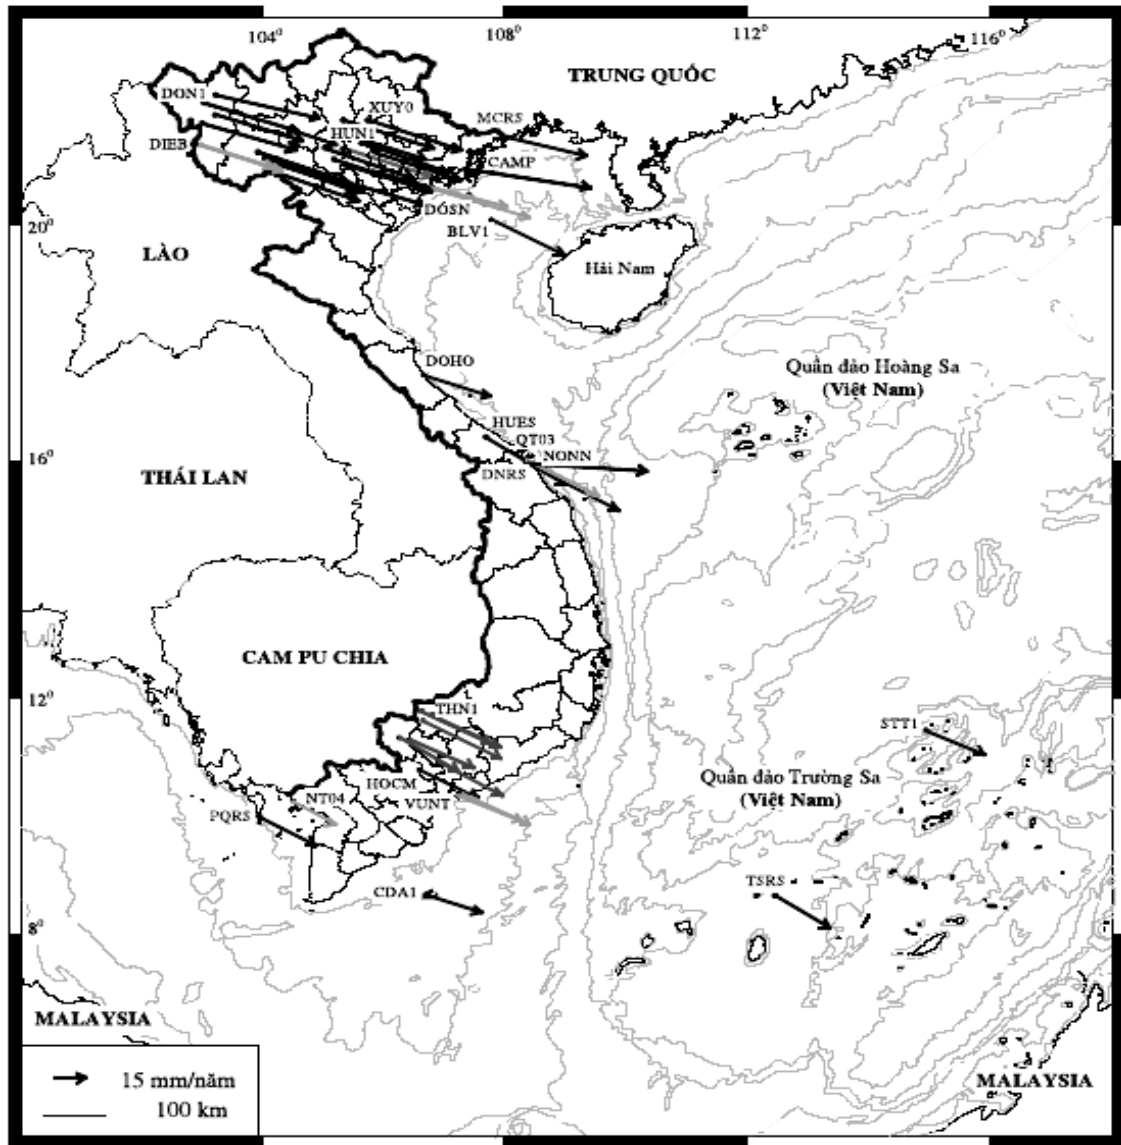 104⁰
108⁰
112⁰
116⁰
TRUNG QUỐC
DON1
XUY0
MCRS
HUN1
DIEB
CAMP
DÓSN
20⁰
BLV1
LÀO
Hải Nam
DOHO
Quần đảo Hoàng Sa
(Việt Nam)
HUES
QT03
16⁰
NONN
THÁI LAN
DNRS
CAM PU CHIA
12⁰
THN1
STT1
HOCM
Quần đảo Trường Sa
(Việt Nam)
NT04
VUNT
PQRS
CDA1
TSRS
8⁰
MALAYSIA
15 mm/năm
MALAYSIA
100 km